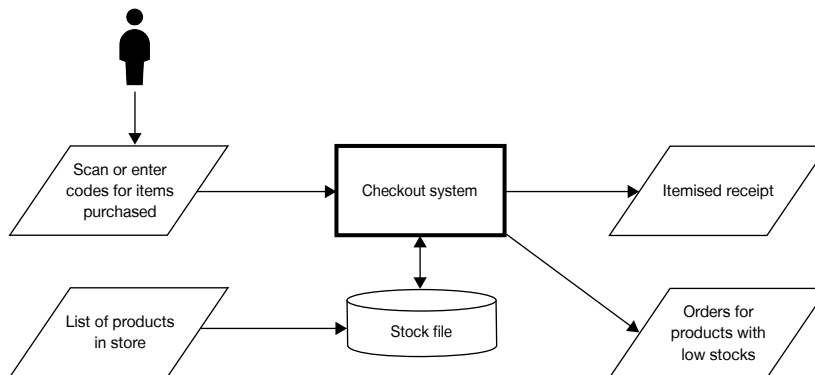 Scan or enter
codes for items
purchased
Checkout system
Itemised receipt
List of products
in store
Stock file
Orders for
products with
low stocks